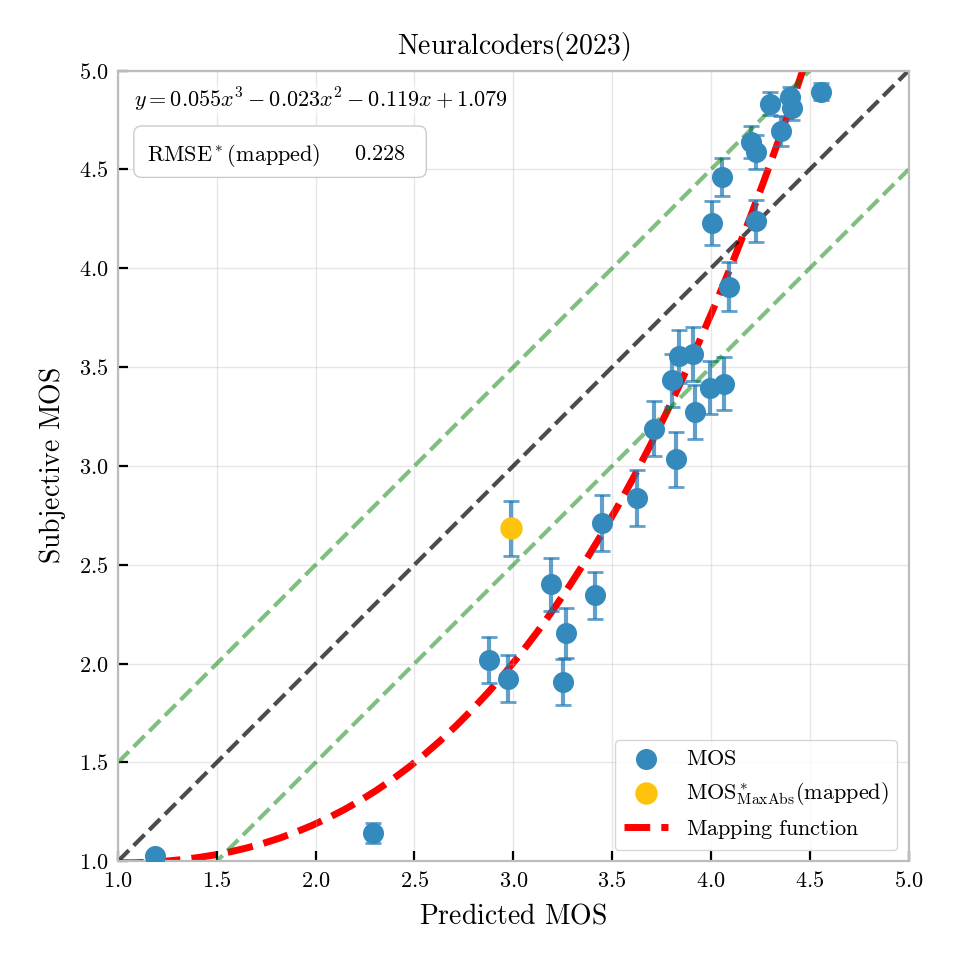 Neuralcoders(2023)
y = 0.055x³ − 0.023x² − 0.119x + 1.079
RMSE*(mapped) 0.228
5.0
4.5
4.0
3.5
3.0
2.5
2.0
1.5
1.0
Subjective MOS
MOS
MOS*MaxAbs(mapped)
Mapping function
1.0 1.5 2.0 2.5 3.0 3.5 4.0 4.5 5.0
Predicted MOS